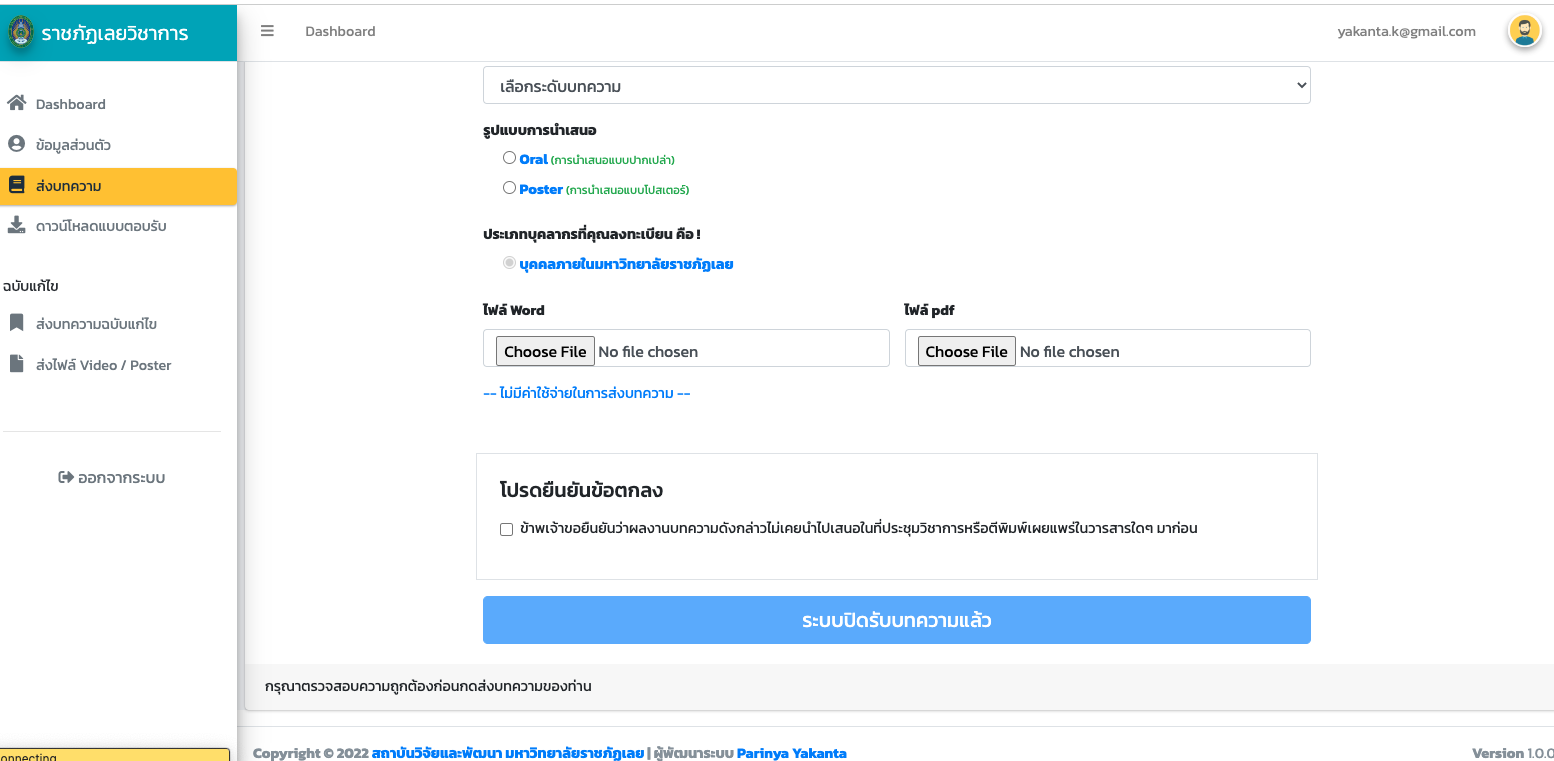 ราชภัฏเลยวิชาการ
Dashboard
yakanta.k@gmail.com
Dashboard
ข้อมูลส่วนตัว
ส่งบทความ
ดาวน์โหลดแบบตอบรับ
ฉบับแก้ไข
ส่งบทความฉบับแก้ไข
ส่งไฟล์ Video / Poster
ออกจากระบบ
เลือกระดับบทความ
รูปแบบการนำเสนอ
Oral (การนำเสนอแบบปากเปล่า)
Poster (การนำเสนอแบบโปสเตอร์)
ประเภทบุคลากรที่คุณลงทะเบียน คือ !
บุคคลภายในมหาวิทยาลัยราชภัฏเลย
ไฟล์ Word
ไฟล์ pdf
Choose File No file chosen
Choose File No file chosen
-- ไม่มีค่าใช้จ่ายในการส่งบทความ --
โปรดยืนยันข้อตกลง
ข้าพเจ้าขอยืนยันว่าผลงานบทความดังกล่าวไม่เคยนำไปเสนอในที่ประชุมวิชาการหรือตีพิมพ์เผยแพร่ในวารสารใดๆ มาก่อน
ระบบปิดรับบทความแล้ว
กรุณาตรวจสอบความถูกต้องก่อนกดส่งบทความของท่าน
Copyright © 2022 สถาบันวิจัยและพัฒนา มหาวิทยาลัยราชภัฏเลย | ผู้พัฒนาระบบ Parinya Yakanta
Version 1.0.0
onnecting